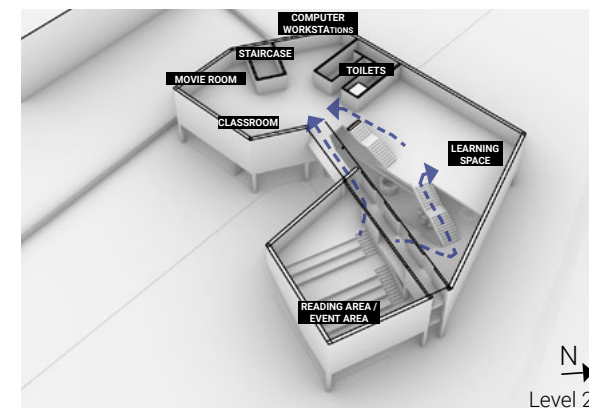 COMPUTER
WORKSTATIONS
STAIRCASE
TOILETS
MOVIE ROOM
CLASSROOM
LEARNING
SPACE
READING AREA /
EVENT AREA
N
Level 2